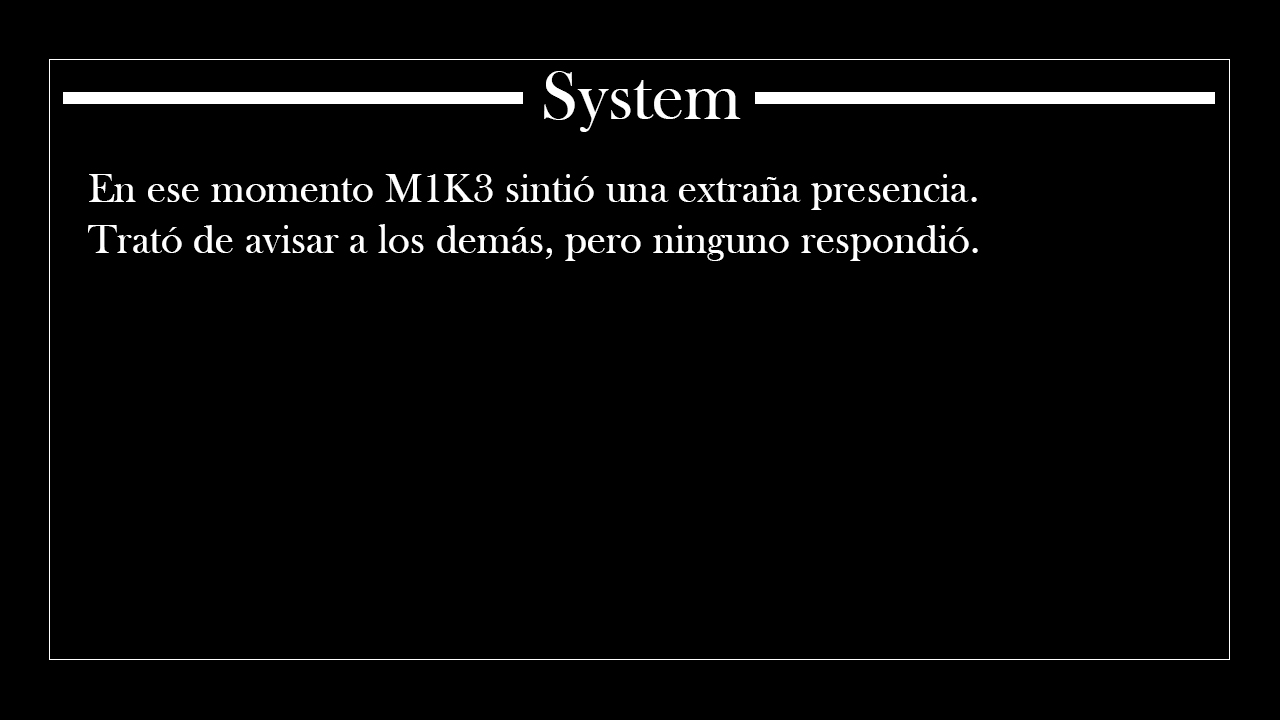 System
En ese momento M1K3 sintió una extraña presencia.
Trató de avisar a los demás, pero ninguno respondió.